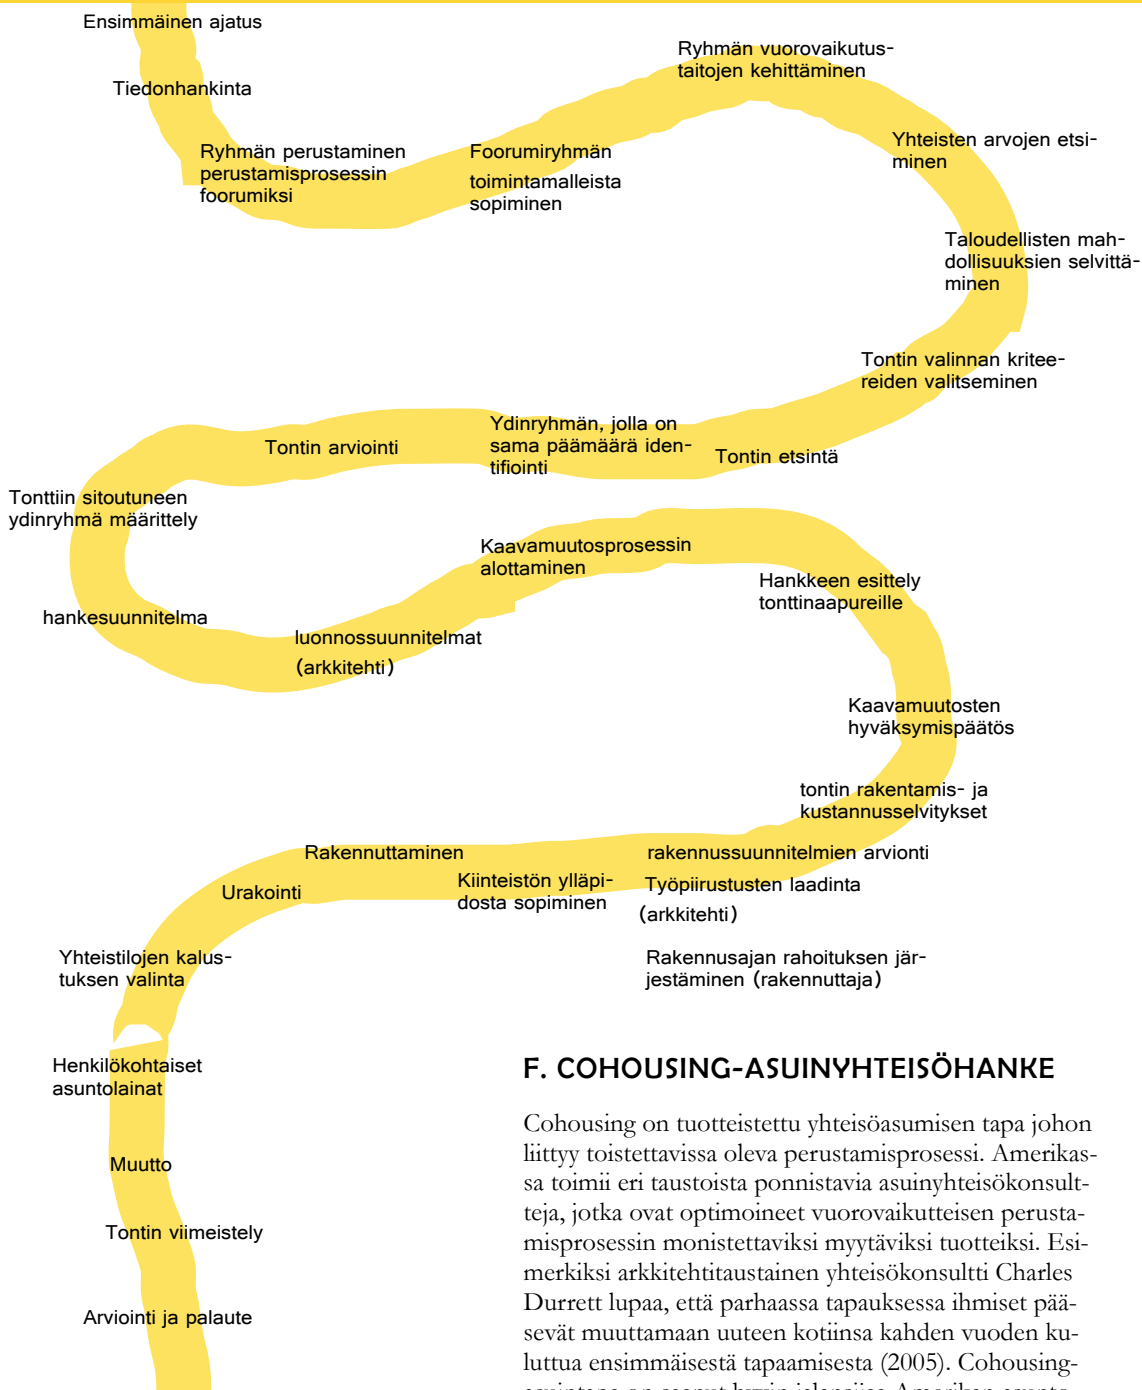 Ensimmäinen ajatus
Tiedonhankinta
Ryhmän perustaminen
perustamisprosessin
foorumiksi
Foorumiryhmän
toimintamalleista
sopiminen
Ryhmän vuorovaikutus-
taitojen kehittäminen
Yhteisten arvojen etsi-
minen
Taloudellisten mah-
dollisuuksien selvittä-
minen
Tontin valinnan kritee-
reiden valitseminen
Tontin etsintä
Ydinryhmän, jolla on
sama päämäärä iden-
tifiointi
Tontin arviointi
Tonttiin sitoutuneen
ydinryhmä määrittely
hankesuunnitelma
luonnossuunnitelmat
(arkkitehti)
Kaavamuutosprosessin
alottaminen
Hankkeen esittely
tonttinaapureille
Kaavamuutosten
hyväksymispäätös
tontin rakentamis- ja
kustannusselvitykset
rakennussuunnitelmien arvionti
Työpiirustusten laadinta
(arkkitehti)
Rakennusajan rahoituksen jär-
jestäminen (rakennuttaja)
Kiinteistön ylläpi-
dosta sopiminen
Rakennuttaminen
Urakointi
Yhteistilojen kalus-
tuksen valinta
Henkilökohtaiset
asuntolainat
Muutto
Tontin viimeistely
Arviointi ja palaute
F. COHOUSING-ASUINYHTEISÖHANKE
Cohousing on tuotteistettu yhteisöasumisen tapa johon
liittyy toistettavissa oleva perustamisprosessi. Amerikas-
sa toimii eri taustoista ponnistavia asuinyhteisökonsult-
teja, jotka ovat optimoineet vuorovaikutteisen perusta-
misprosessin monistettaviksi myytäviksi tuotteiksi. Esi-
merkiksi arkkitehtitaustainen yhteisökonsultti Charles
Durrett lupaa, että parhaassa tapauksessa ihmiset pää-
sevät muuttamaan uuteen kotiinsa kahden vuoden ku-
luttua ensimmäisestä tapaamisesta (2005). Cohousing-